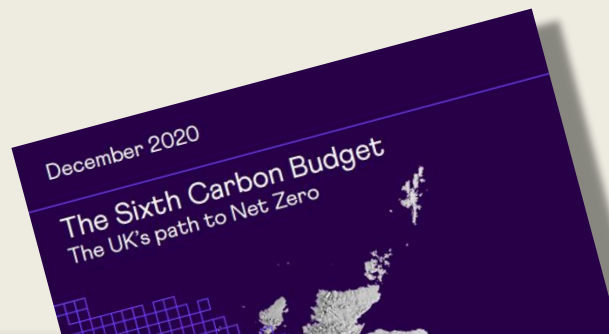 December 2020
The Sixth Carbon Budget
The UK's path to Net Zero